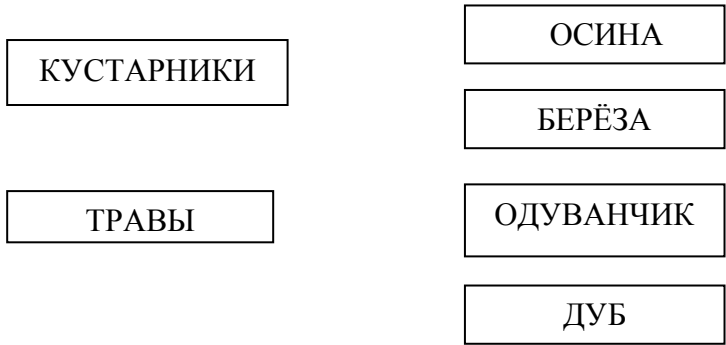 КУСТАРНИКИ
ТРАВЫ
ОСИНА
БЕРЁЗА
ОДУВАНЧИК
ДУБ